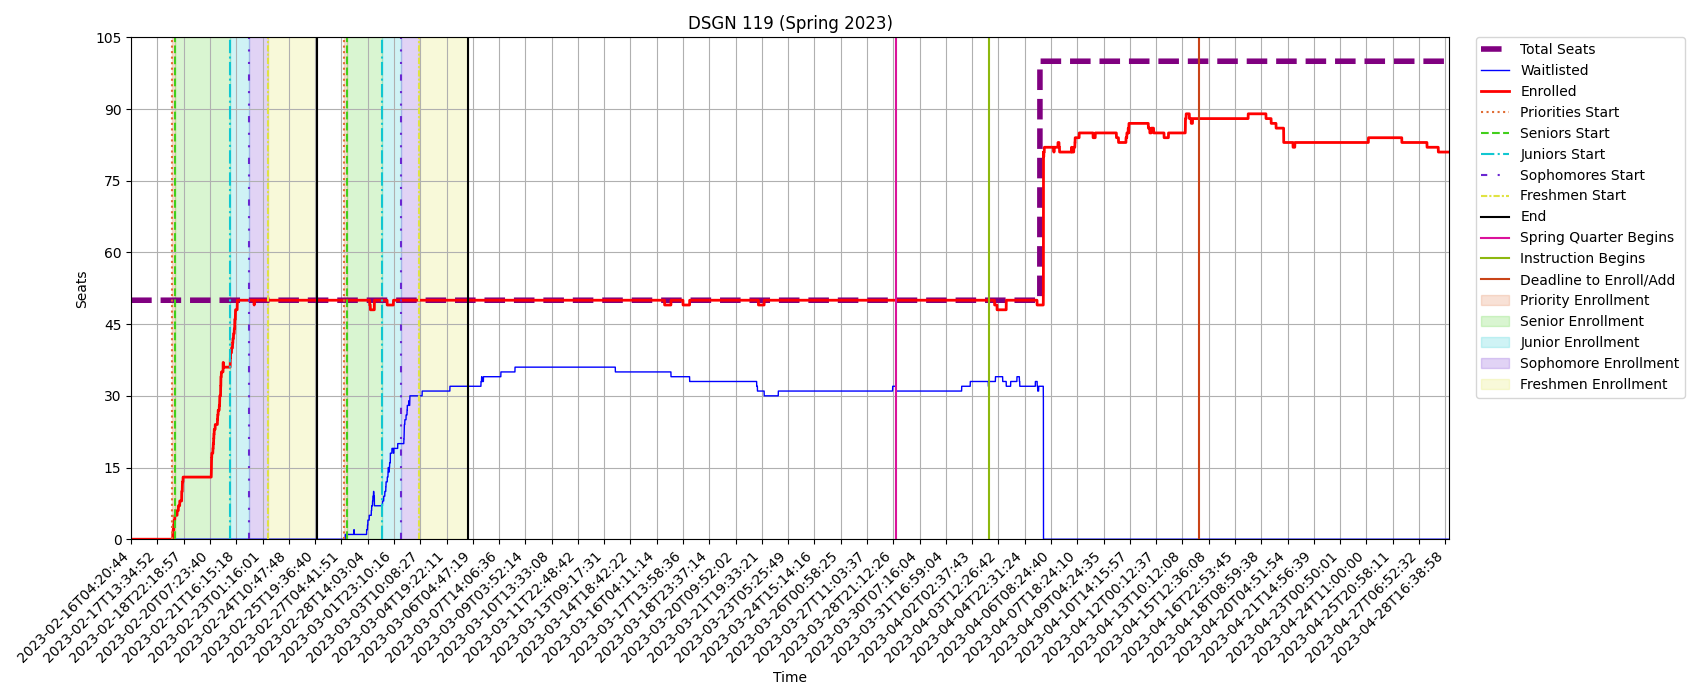 DSGN 119 (Spring 2023)
Seats
105
90
75
60
45
30
15
0
2023-02-16T04:20:44
2023-02-17T13:34:52
2023-02-18T22:18:57
2023-02-20T07:23:40
2023-02-21T16:15:18
2023-02-23T01:16:01
2023-02-24T10:47:48
2023-02-25T19:36:40
2023-02-27T04:41:51
2023-02-28T14:03:04
2023-03-01T23:10:16
2023-03-03T10:08:27
2023-03-04T19:22:11
2023-03-06T04:47:19
2023-03-07T14:06:36
2023-03-09T03:52:14
2023-03-10T13:33:08
2023-03-11T22:48:42
2023-03-13T09:17:31
2023-03-14T18:42:22
2023-03-16T04:11:14
2023-03-17T13:58:36
2023-03-18T23:37:14
2023-03-20T09:52:02
2023-03-21T19:33:21
2023-03-23T05:25:49
2023-03-24T15:14:16
2023-03-26T00:58:25
2023-03-27T11:03:37
2023-03-28T21:12:26
2023-03-30T07:16:04
2023-03-31T16:59:04
2023-04-02T02:37:43
2023-04-03T12:26:42
2023-04-04T22:31:24
2023-04-06T08:24:40
2023-04-07T18:24:10
2023-04-09T04:24:35
2023-04-10T14:15:57
2023-04-12T00:12:37
2023-04-13T10:12:08
2023-04-15T12:36:08
2023-04-16T22:53:45
2023-04-18T08:59:38
2023-04-20T04:51:54
2023-04-21T14:56:39
2023-04-23T00:50:01
2023-04-24T11:00:00
2023-04-25T20:58:11
2023-04-27T06:52:32
2023-04-28T16:38:58
Time
Total Seats
Waitlisted
Enrolled
Priorities Start
Seniors Start
Juniors Start
Sophomores Start
Freshmen Start
End
Spring Quarter Begins
Instruction Begins
Deadline to Enroll/Add
Priority Enrollment
Senior Enrollment
Junior Enrollment
Sophomore Enrollment
Freshmen Enrollment